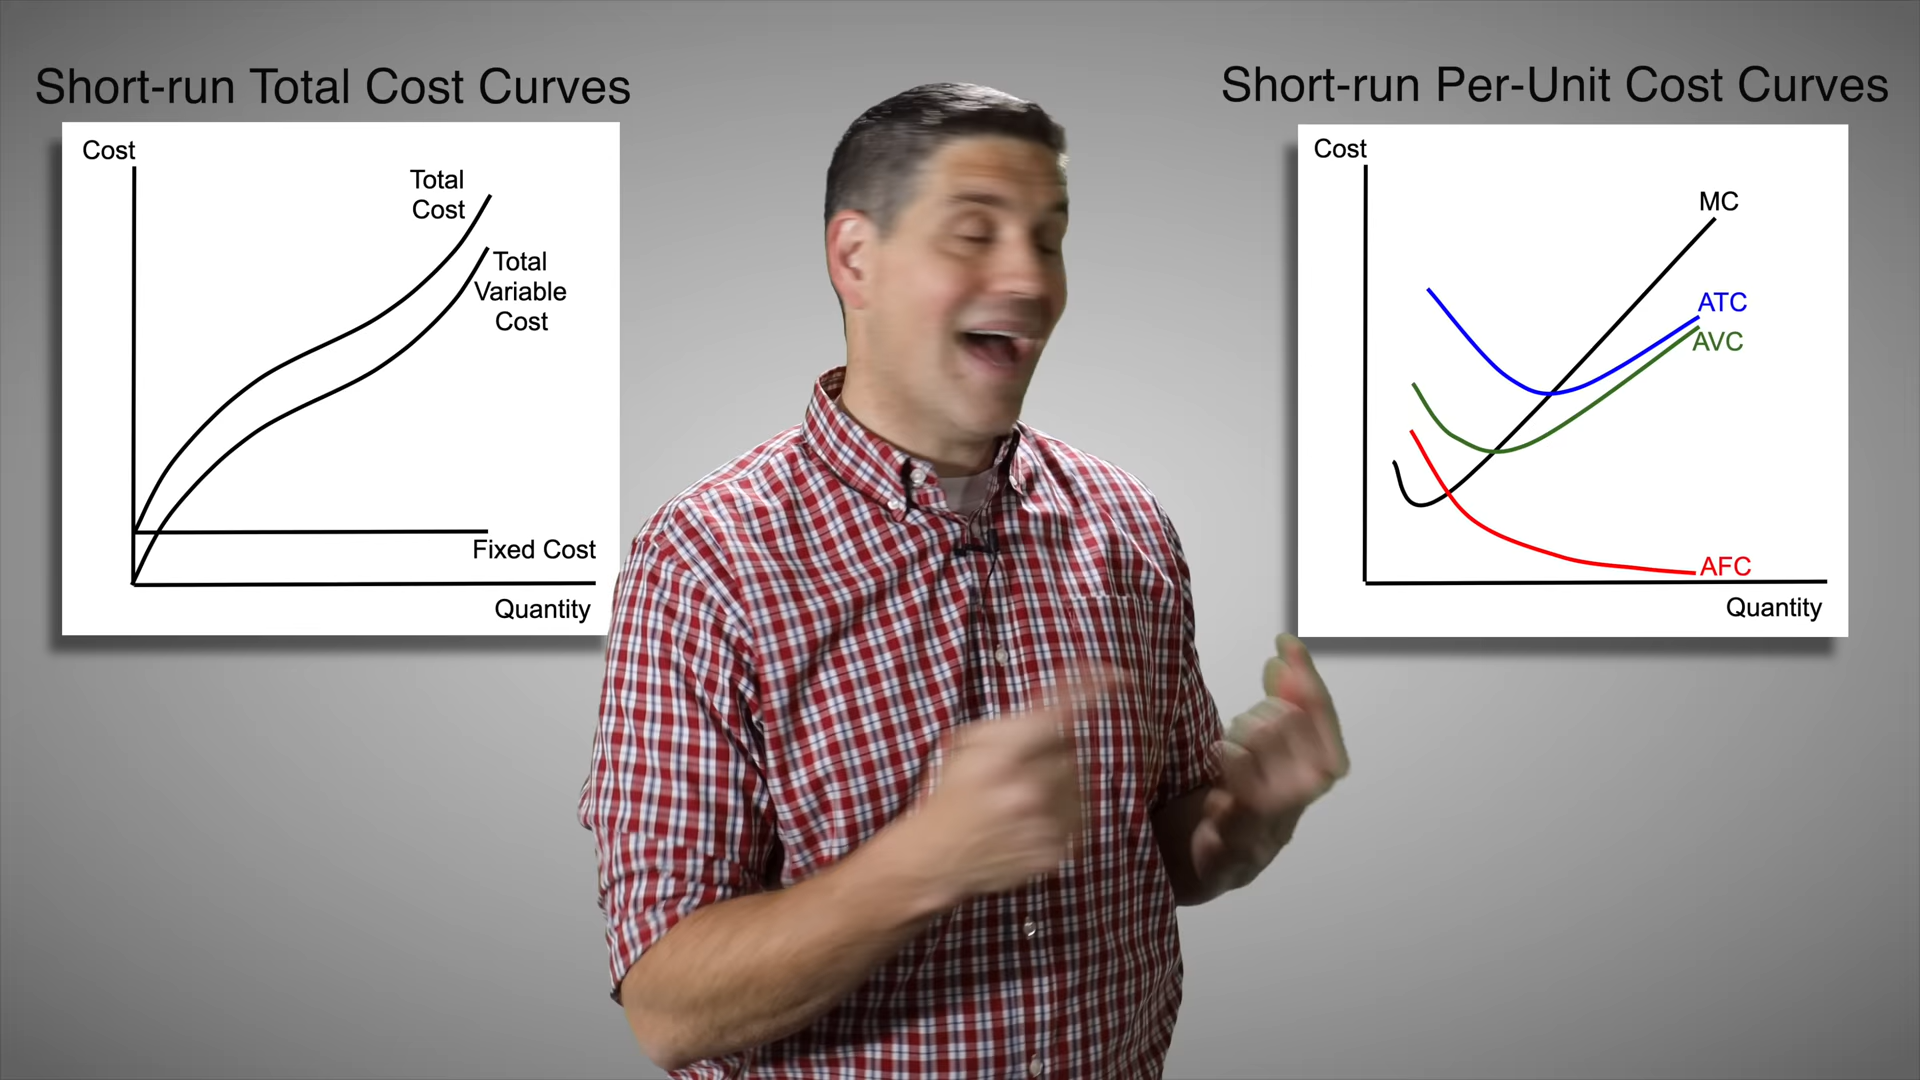 Short-run Total Cost Curves
Cost
Total
Cost
Total
Variable
Cost
Fixed Cost
Quantity
Short-run Per-Unit Cost Curves
Cost
MC
ATC
AVC
AFC
Quantity